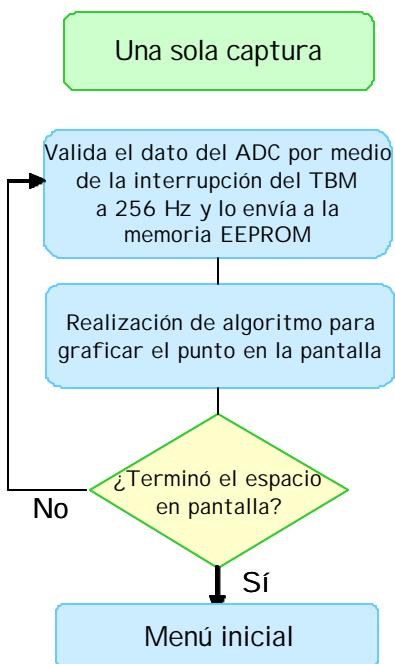 Una sola captura
Valida el dato del ADC por medio
de la interrupción del TBM
a 256 Hz y lo envía a la
memoria EEPROM
Realización de algoritmo para
graficar el punto en la pantalla
¿Terminó el espacio
en pantalla?
No
Sí
Menú inicial